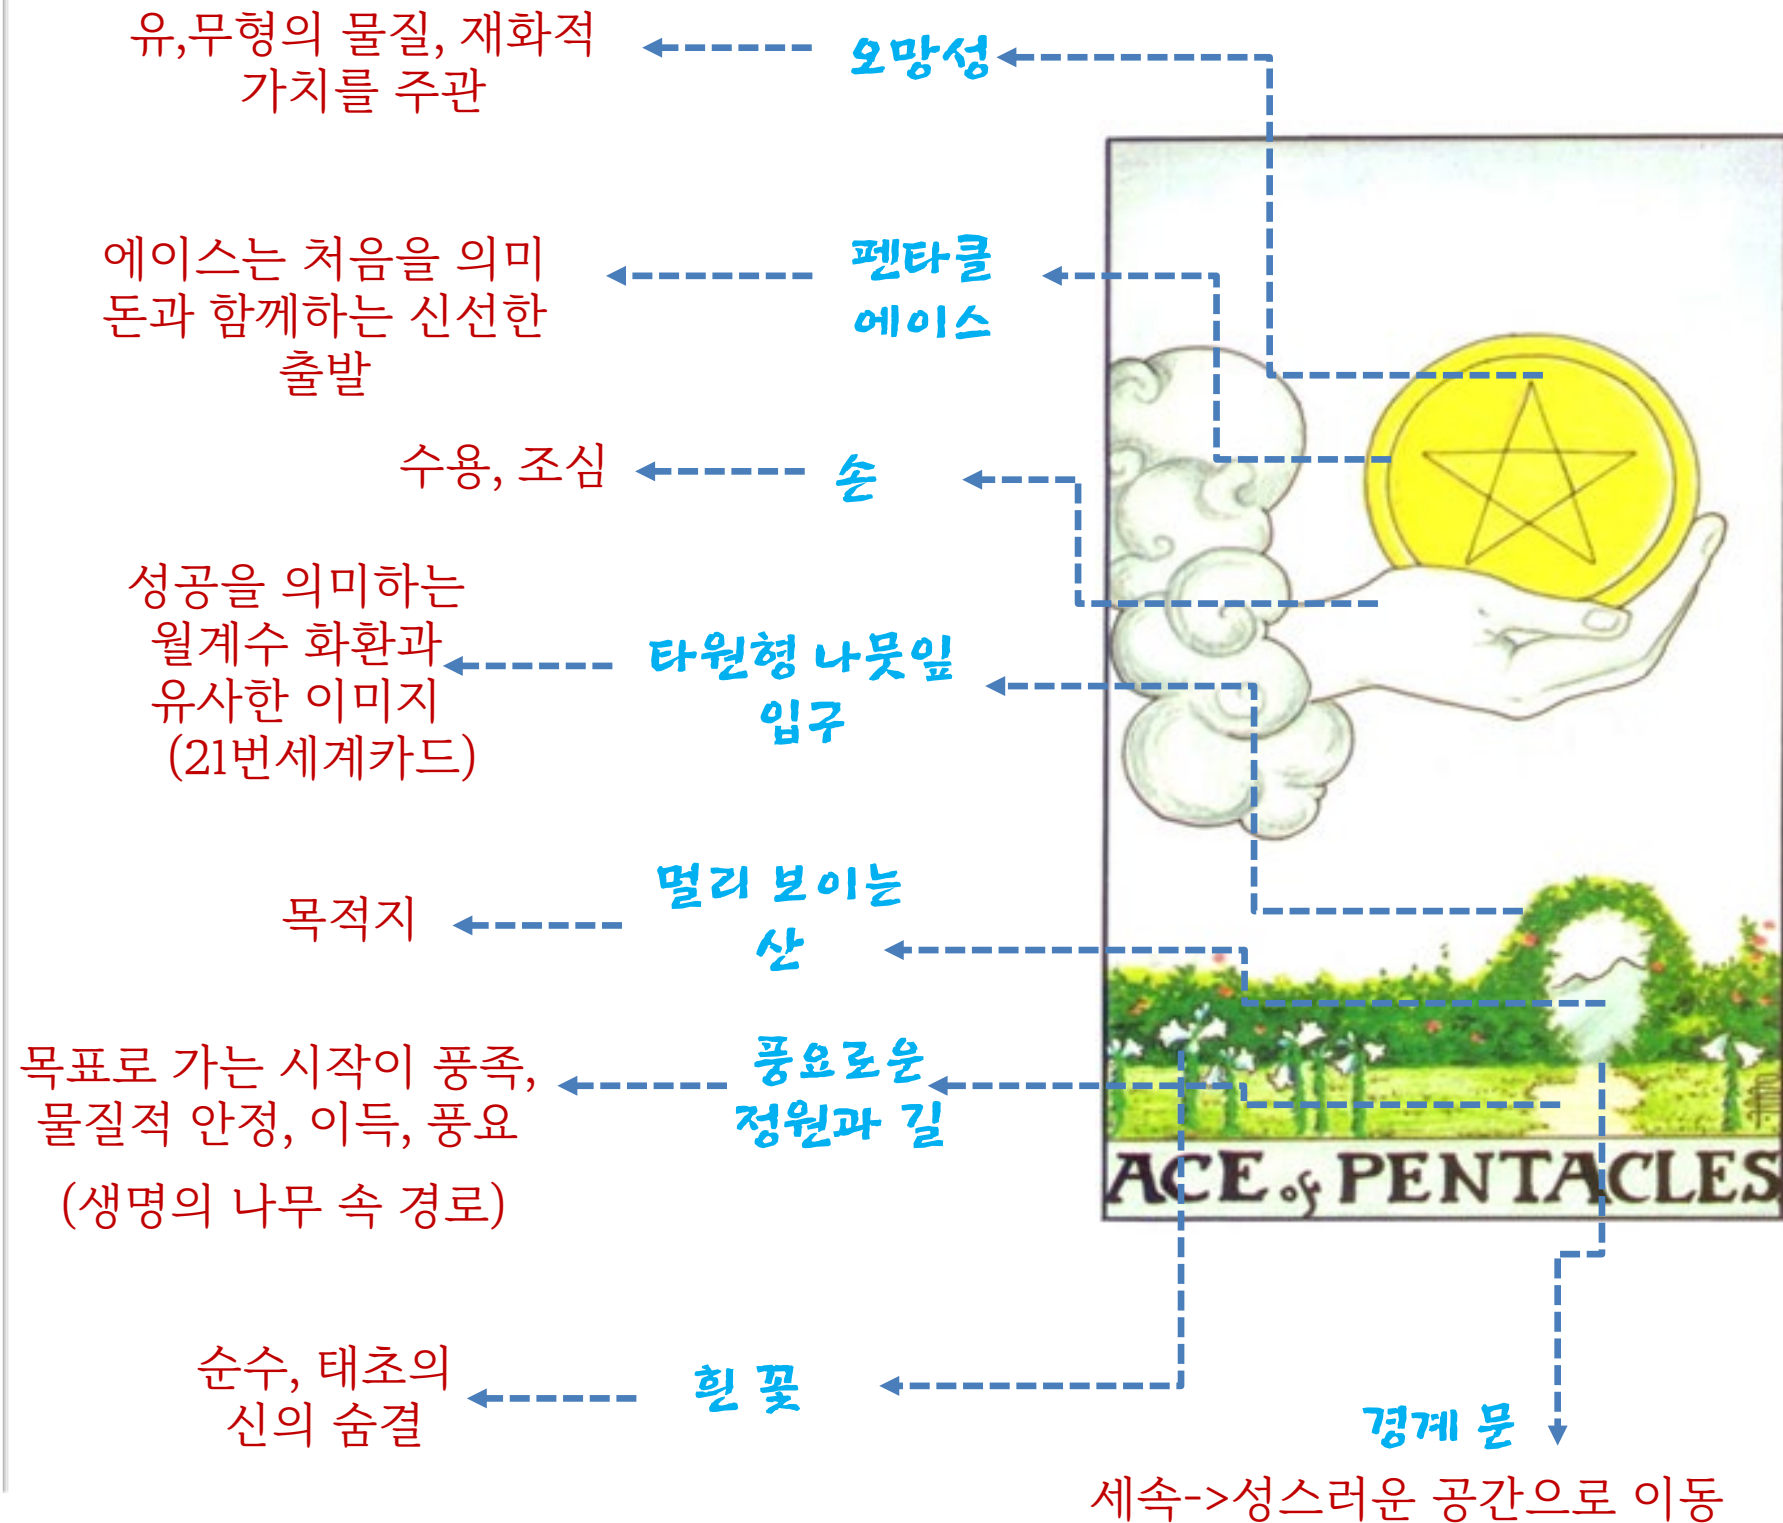 유,무형의 물질, 재화적
가치를 주관
오망성
에이스는 처음을 의미
돈과 함께하는 신선한
출발
펜타클
에이스
수용, 조심
손
성공을 의미하는
월계수 화환과
유사한 이미지
(21번세계카드)
타원형 나뭇잎
입구
목적지
멀리 보이는
산
목표로 가는 시작이 풍족,
물질적 안정, 이득, 풍요
(생명의 나무 속 경로)
풍요로운
정원과 길
ACE of PENTACLES
순수, 태초의
신의 숨결
흰 꽃
경계 문
세속->성스러운 공간으로 이동